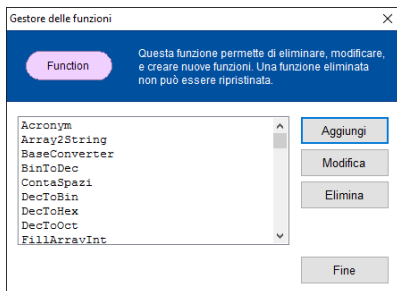 Gestore delle funzioni
Function
Questa funzione permette di eliminare, modificare,
e creare nuove funzioni. Una funzione eliminata
non può essere ripristinata.
Acronym
Array2String
BaseConverter
BinToDec
ContaSpazi
DecToBin
DecToHex
DecToOct
FillArrayInt
Aggiungi
Modifica
Elimina
Fine